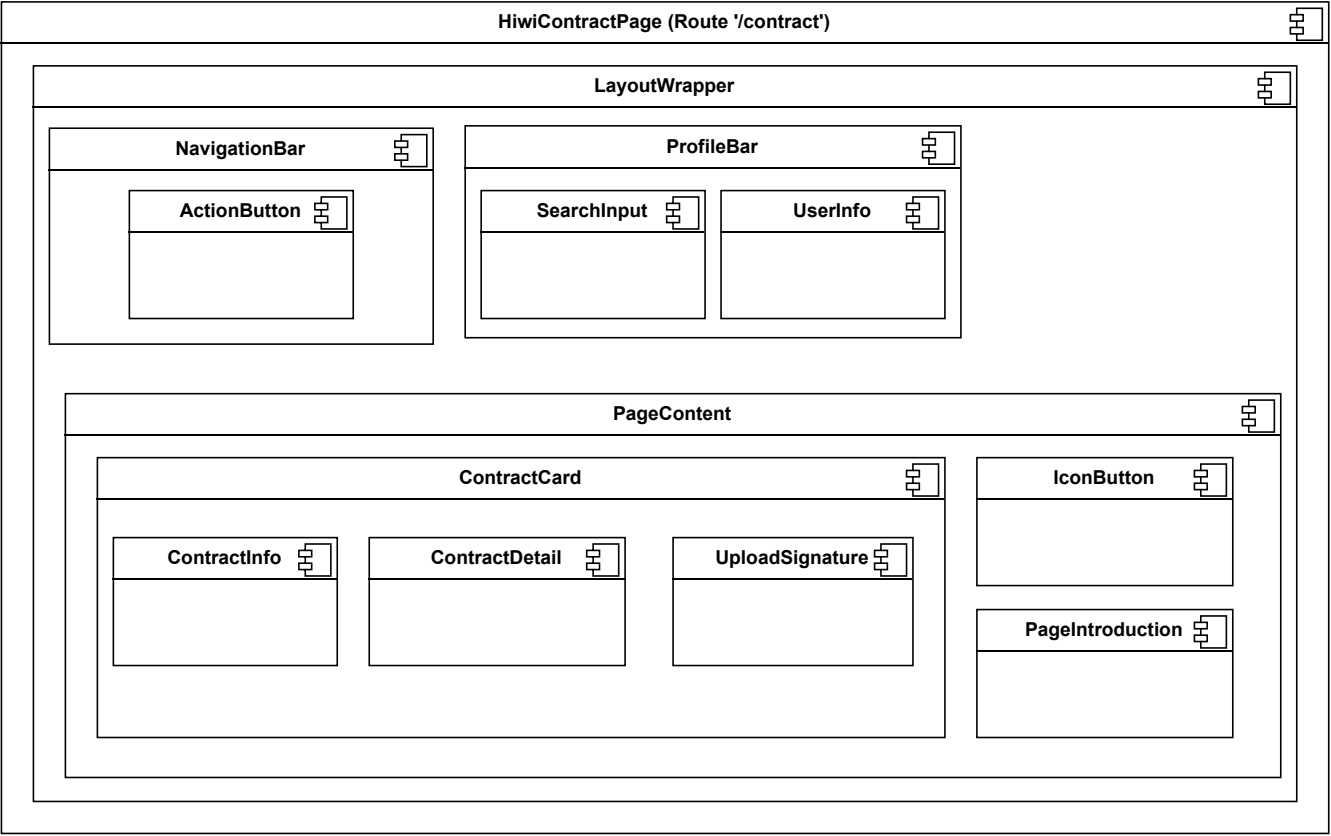 HiwiContractPage (Route '/contract')
LayoutWrapper
NavigationBar
ProfileBar
ActionButton
SearchInput
UserInfo
PageContent
ContractCard
IconButton
ContractInfo
ContractDetail
UploadSignature
PageIntroduction